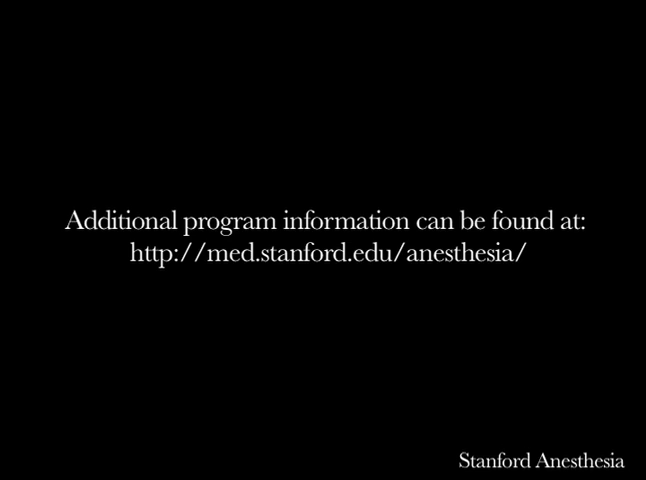 Additional program information can be found at:
http://med.stanford.edu/anesthesia/
Stanford Anesthesia